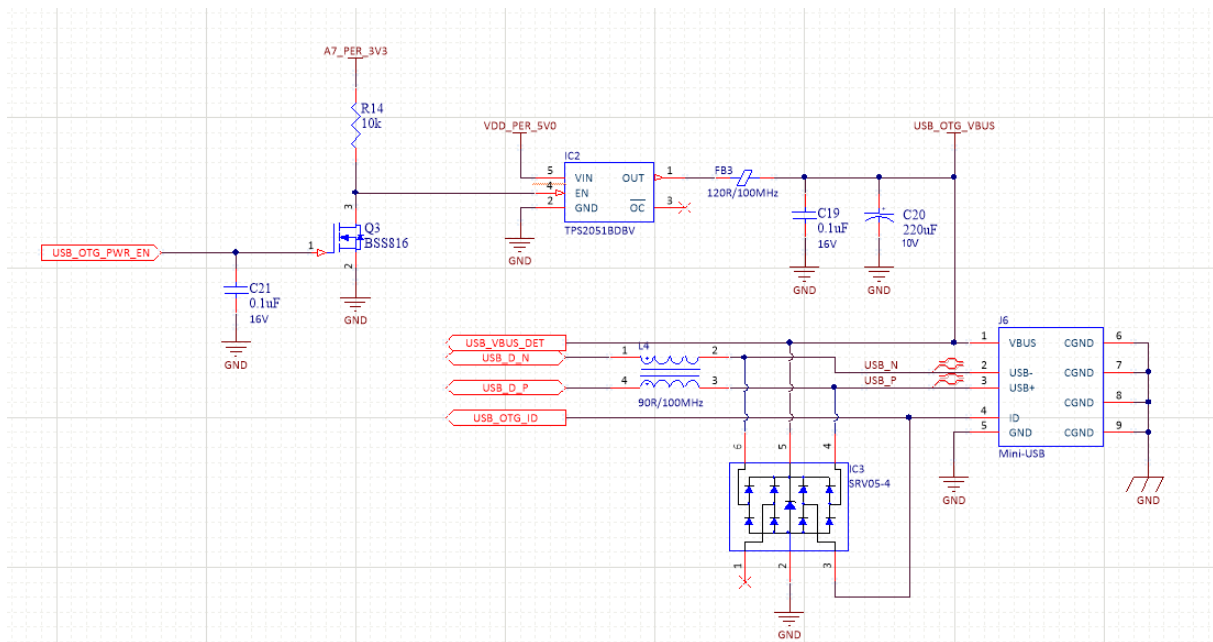 A7_PER_3V3
R14
10k
VDD_PER_5V0
USB_OTG_VBUS
IC2
5
VIN
OUT
1
FB3
4
EN
120R/100MHz
2
GND
OC
3
TPS2051BDBV
C19
0.1uF
16V
C20
220uF
10V
3
Q3
BSS816
1
2
USB_OTG_PWR_EN
C21
0.1uF
16V
GND
GND
GND
GND
GND
J6
USB_VBUS_DET
1
VBUS
CGND
6
USB_D_N
L4
1
2
USB_N
2
USB-
CGND
7
USB_D_P
4
3
USB_P
3
USB+
CGND
8
90R/100MHz
USB_OTG_ID
4
ID
5
GND
CGND
9
Mini-USB
6
5
4
IC3
SRV05-4
GND
GND
1
2
3
GND